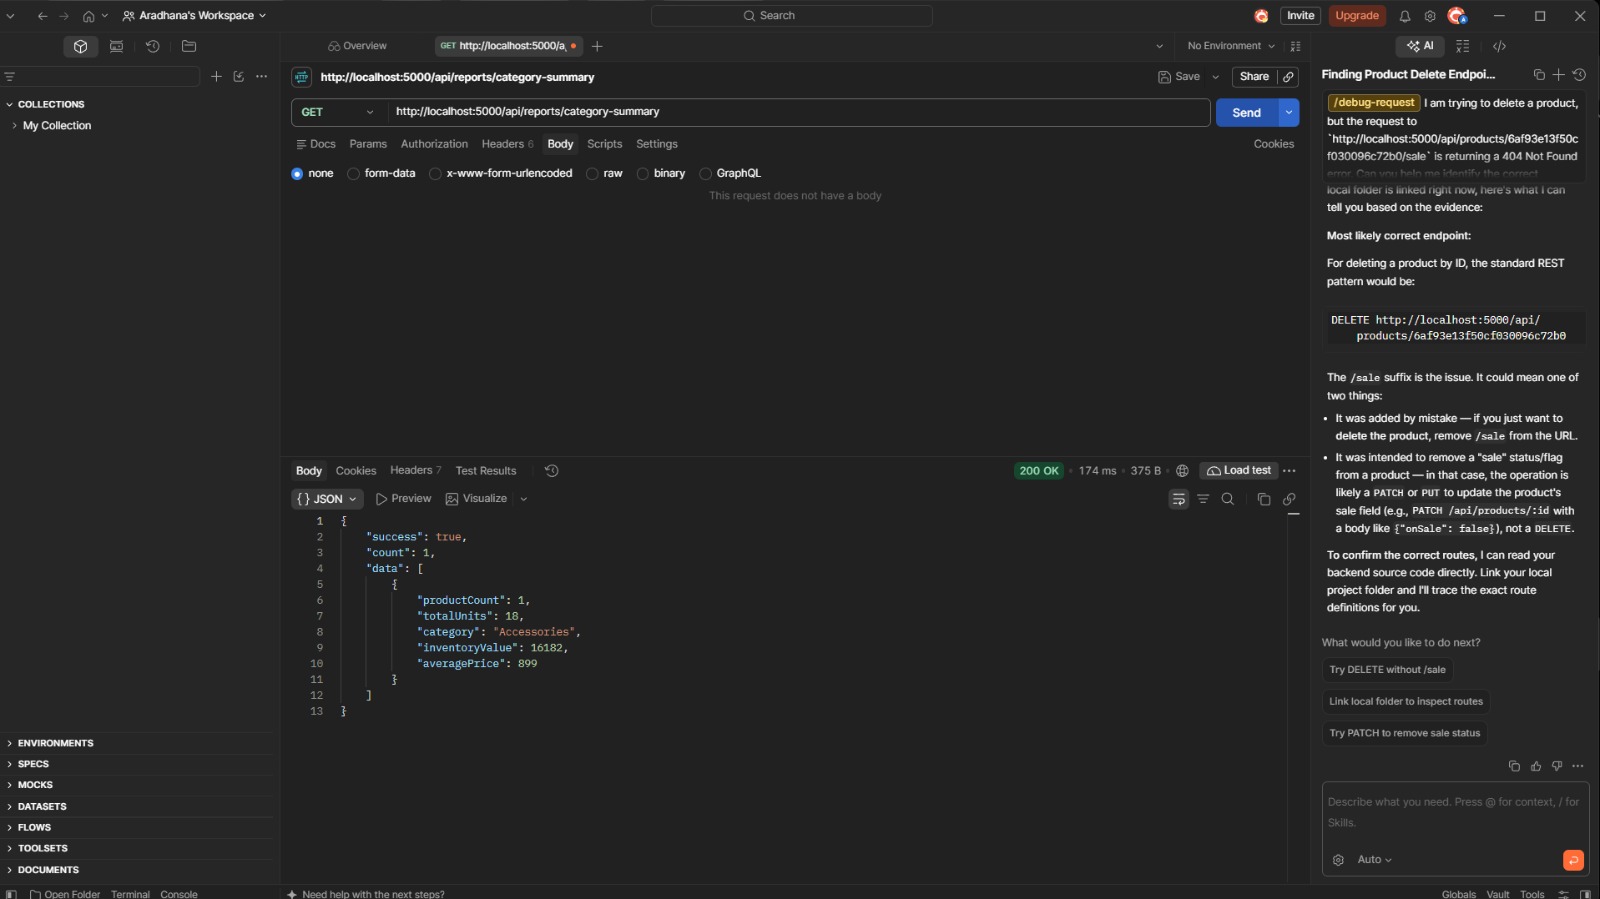 Aradhana's Workspace
Search
Invite
Upgrade
Overview
GET http://localhost:5000/a
No Environment
AI
COLLECTIONS
My Collection
ENVIRONMENTS
SPECS
MOCKS
DATASETS
FLOWS
TOOLSETS
DOCUMENTS
HTTP
http://localhost:5000/api/reports/category-summary
Save
Share
GET
http://localhost:5000/api/reports/category-summary
Send
Docs
Params
Authorization
Headers 6
Body
Scripts
Settings
Cookies
none
form-data
x-www-form-urlencoded
raw
binary
GraphQL
This request does not have a body
Body
Cookies
Headers 7
Test Results
200 OK
• 174 ms • 375 B •
Load test
{} JSON
Preview
Visualize
1 {
2 "success": true,
3 "count": 1,
4 "data": [
5 {
6 "productCount": 1,
7 "totalUnits": 18,
8 "category": "Accessories",
9 "inventoryValue": 16182,
10 "averagePrice": 899
11 }
12 ]
13 }
Finding Product Delete Endpoi...
/debug-request I am trying to delete a product,
but the request to
`http://localhost:5000/api/products/6af93e13f50c
f030096c72b0/sale` is returning a 404 Not Found
error. Can you help me identify the correct
local folder is linked right now, here's what I can
tell you based on the evidence:
Most likely correct endpoint:
For deleting a product by ID, the standard REST
pattern would be:
DELETE http://localhost:5000/api/
products/6af93e13f50cf030096c72b0
The /sale suffix is the issue. It could mean one of
two things:
• It was added by mistake — if you just want to
delete the product, remove /sale from the URL.
• It was intended to remove a "sale" status/flag
from a product — in that case, the operation is
likely a PATCH or PUT to update the product's
sale field (e.g., PATCH /api/products/:id with
a body like {"onSale": false}), not a DELETE.
To confirm the correct routes, I can read your
backend source code directly. Link your local
project folder and I'll trace the exact route
definitions for you.
What would you like to do next?
Try DELETE without /sale
Link local folder to inspect routes
Try PATCH to remove sale status
Describe what you need. Press @ for context, / for
Skills.
Auto
Open Folder
Terminal
Console
Need help with the next steps?
Globals
Vault
Tools